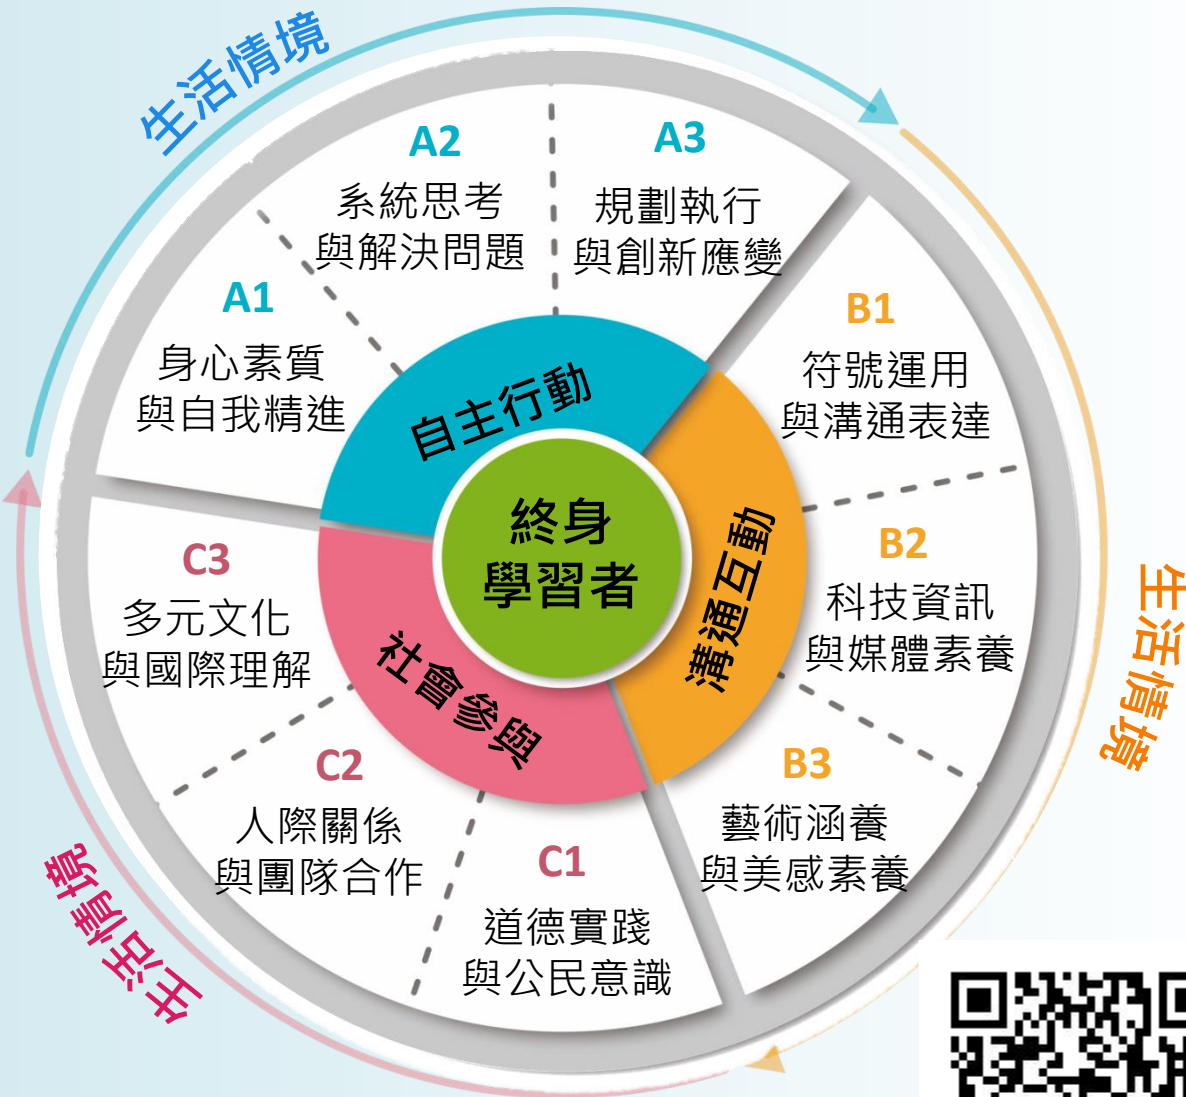 生活情境
A1
身心素質
與自我精進
A2
系統思考
與解決問題
A3
規劃執行
與創新應變
自主行動
生活情境
B1
符號運用
與溝通表達
B2
科技資訊
與媒體素養
B3
藝術涵養
與美感素養
溝通互動
生活情境
C1
道德實踐
與公民意識
C2
人際關係
與團隊合作
C3
多元文化
與國際理解
社會參與
終身
學習者